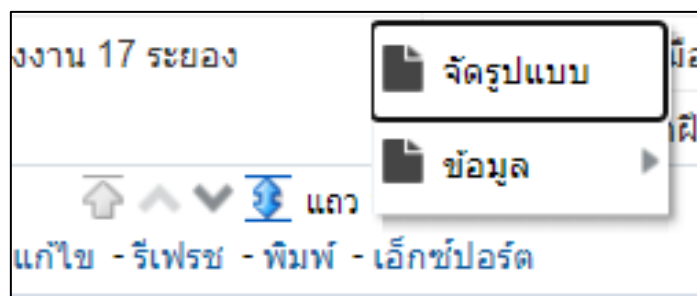 งงาน 17 ระยอง
จัดรูปแบบ
ข้อมูล
แถว
แก้ไข - รีเฟรช - พิมพ์ - เอ็กซ์ปอร์ต